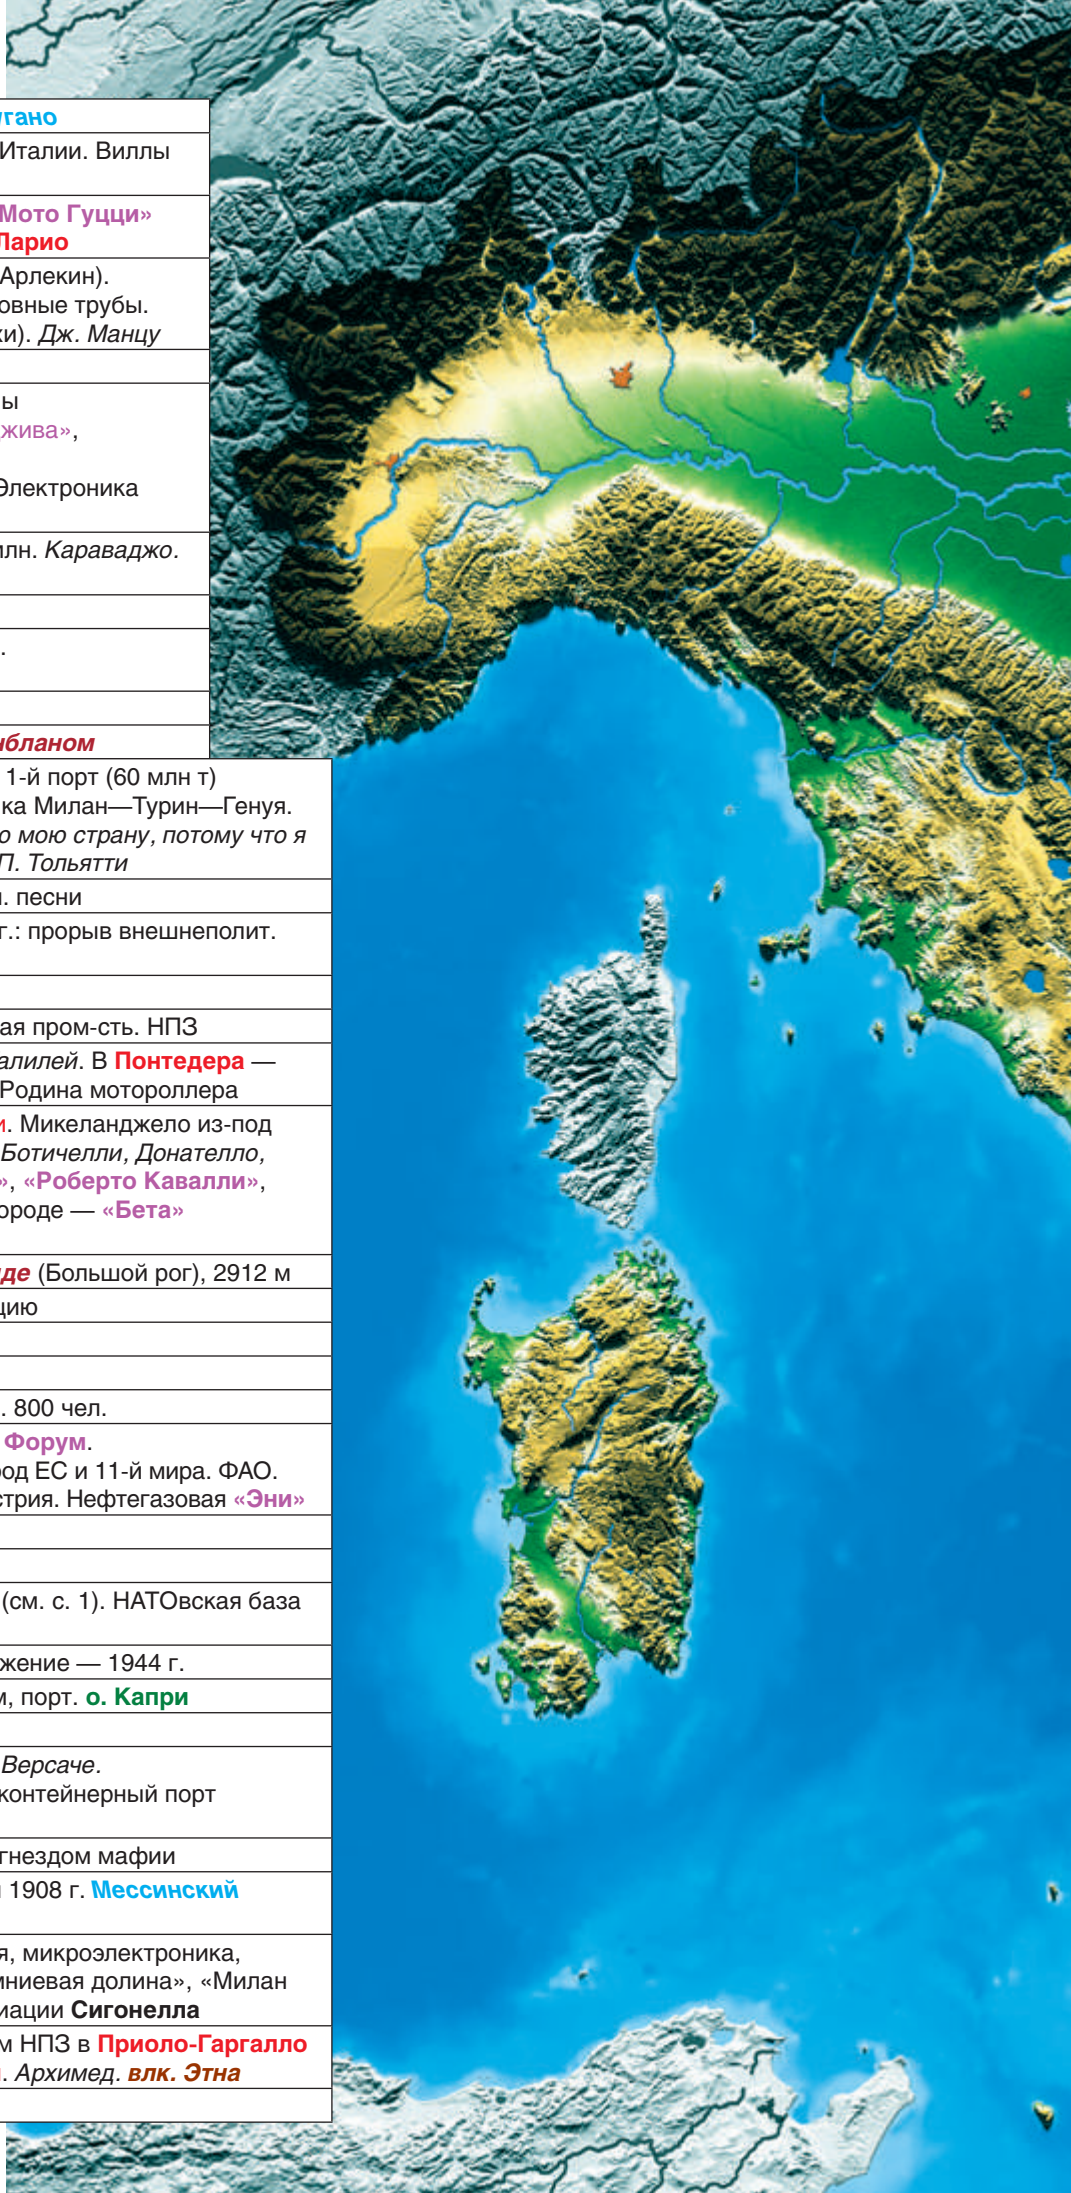 гано
Италии. Виллы
Мото Гуцци»
Ларио
Арлекин).
овные трубы.
ки). Дж. Манцу
ы
жива»,
Электроника
млн. Караваджо.
.
нбланом
1-й порт (60 млн т)
ка Милан—Турин—Генуя.
ю мою страну, потому что я
П. Тольятти
. песни
г.: прорыв внешнеполит.
ая пром-сть. НПЗ
алилей. В Понтедера —
Родина мотороллера
и. Микеланджело из-под
Ботичелли, Донателло,
», «Роберто Кавалли»,
ороде — «Бета»
де (Большой рог), 2912 м
цию
. 800 чел.
Форум.
од ЕС и 11-й мира. ФАО.
стрия. Нефтегазовая «Эни»
(см. с. 1). НАТОвская база
жение — 1944 г.
м, порт. о. Капри
Версаче.
контейнерный порт
гнездом мафии
1908 г. Мессинский
я, микроэлектроника,
мниевая долина», «Милан
иации Сигонелла
м НПЗ в Приоло-Гаргалло
. Архимед. влк. Этна